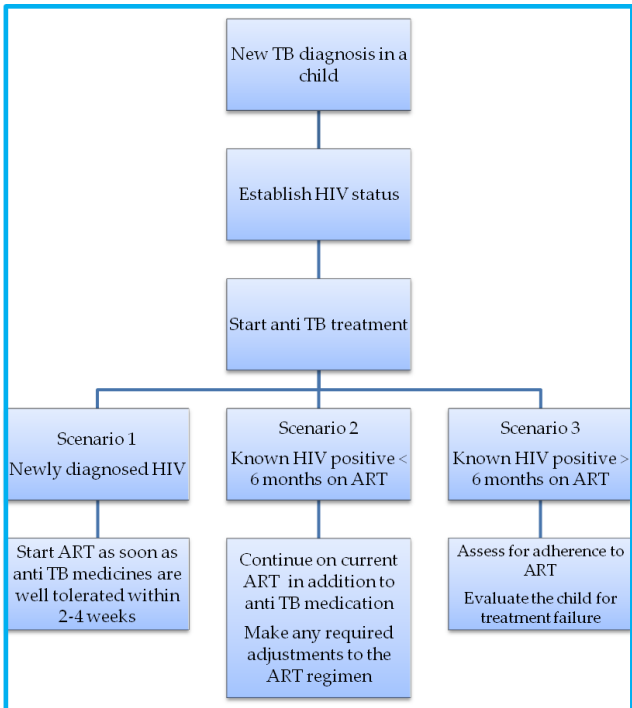 New TB diagnosis in a
child
Establish HIV status
Start anti TB treatment
Scenario 1
Newly diagnosed HIV
Scenario 2
Known HIV positive <
6 months on ART
Scenario 3
Known HIV positive >
6 months on ART
Start ART as soon as
anti TB medicines are
well tolerated within
2-4 weeks
Continue on current
ART in addition to
anti TB medication
Make any required
adjustments to the
ART regimen
Assess for adherence to
ART
Evaluate the child for
treatment failure